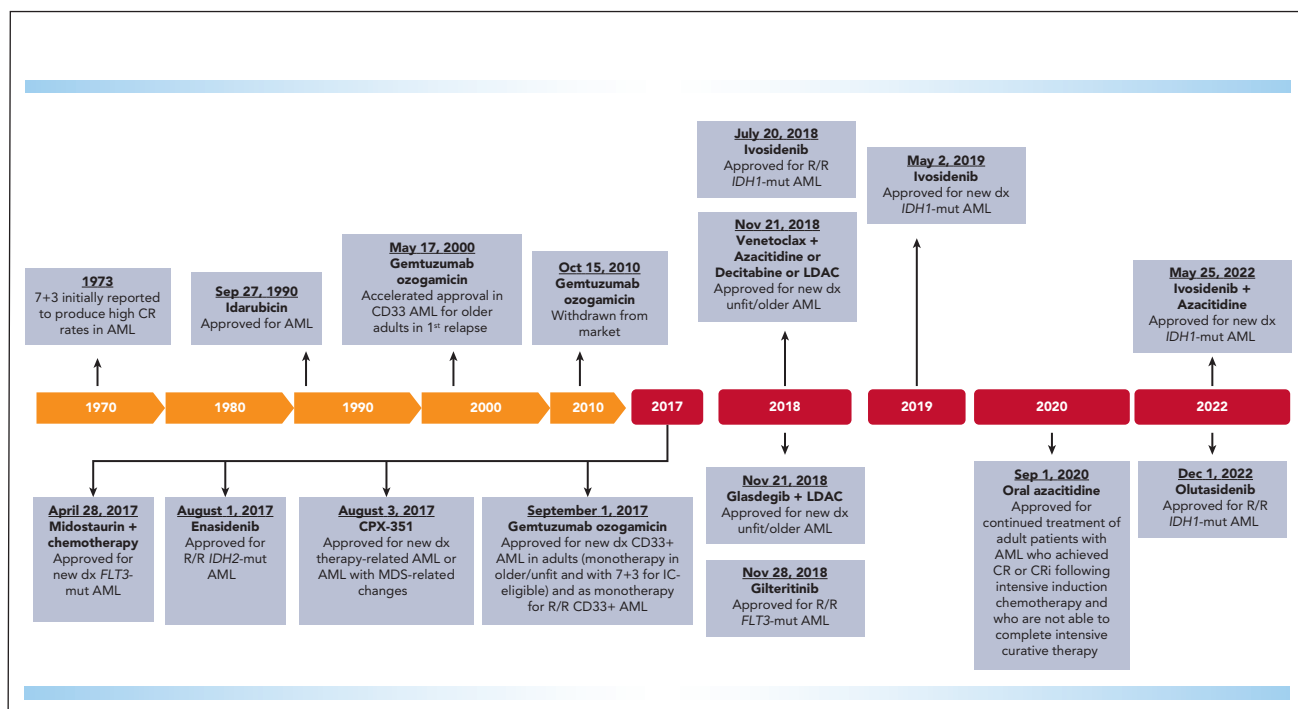 July 20, 2018
Ivosidenib
Approved for R/R
IDH1-mut AML
May 2, 2019
Ivosidenib
Approved for new dx
IDH1-mut AML
Nov 21, 2018
Venetoclax +
Azacitidine or
Decitabine or LDAC
Approved for new dx
unfit/older AML
1973
7+3 initially reported
to produce high CR
rates in AML
Sep 27, 1990
Idarubicin
Approved for AML
May 17, 2000
Gemtuzumab
ozogamicin
Accelerated approval in
CD33 AML for older
adults in 1st relapse
Oct 15, 2010
Gemtuzumab
ozogamicin
Withdrawn from
market
May 25, 2022
Ivosidenib +
Azacitidine
Approved for new dx
IDH1-mut AML
1970 1980 1990 2000 2010 2017 2018 2019 2020 2022
April 28, 2017
Midostaurin +
chemotherapy
Approved for
new dx FLT3-
mut AML
August 1, 2017
Enasidenib
Approved for
R/R IDH2-mut
AML
August 3, 2017
CPX-351
Approved for new dx
therapy-related AML or
AML with MDS-related
changes
September 1, 2017
Gemtuzumab ozogamicin
Approved for new dx CD33+
AML in adults (monotherapy in
older/unfit and with 7+3 for IC-
eligible) and as monotherapy
for R/R CD33+ AML
Nov 21, 2018
Glasdegib + LDAC
Approved for new dx
unfit/older AML
Nov 28, 2018
Gilteritinib
Approved for R/R
FLT3-mut AML
Sep 1, 2020
Oral azacitidine
Approved for
continued treatment of
adult patients with
AML who achieved
CR or CRi following
intensive induction
chemotherapy and
who are not able to
complete intensive
curative therapy
Dec 1, 2022
Olutasidenib
Approved for R/R
IDH1-mut AML